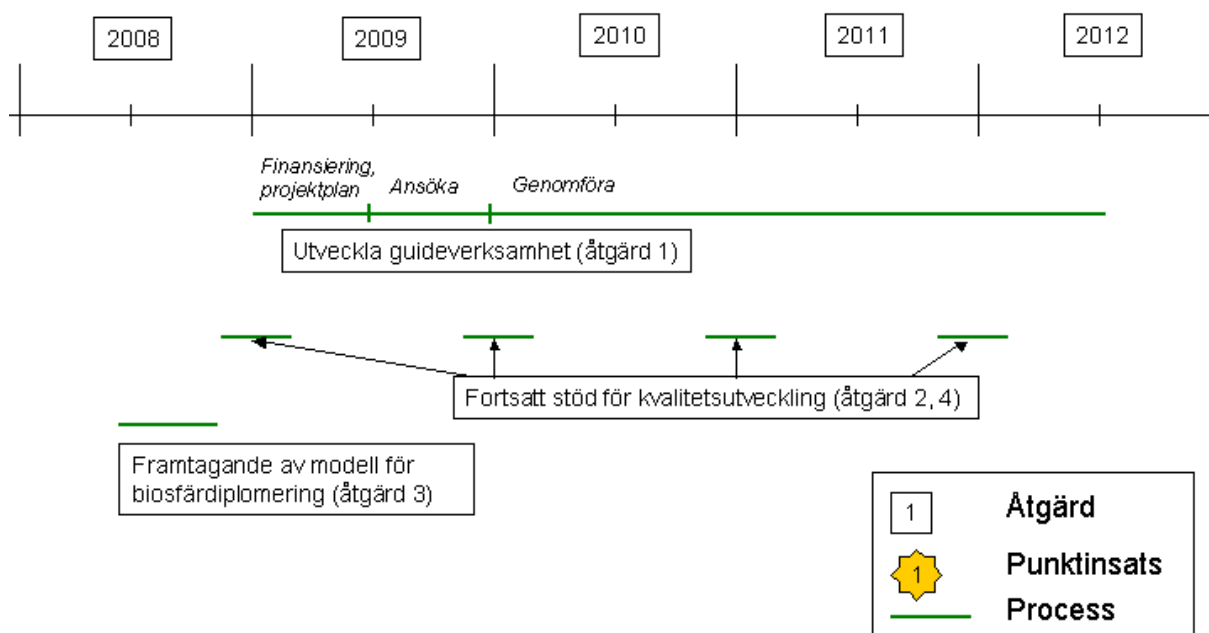 2008
2009
2010
2011
2012
Finansiering,
projektplan
Ansöka
Genomföra
Utveckla guideverksamhet (åtgärd 1)
Fortsatt stöd för kvalitetsutveckling (åtgärd 2, 4)
Framtagande av modell för
biosfärdiplomering (åtgärd 3)
1 Åtgärd
1 Punktinsats
Process